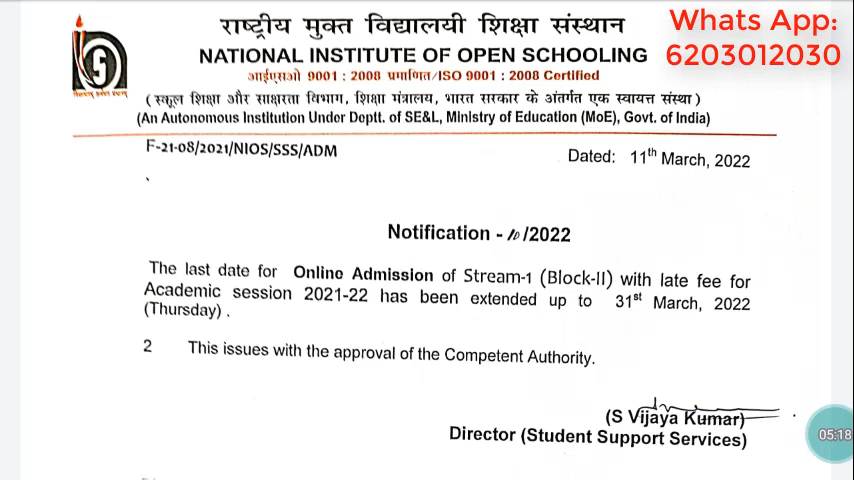 राष्ट्रीय मुक्त विद्यालयी शिक्षा संस्थान
Whats App:
6203012030
NATIONAL INSTITUTE OF OPEN SCHOOLING
आईएसओ 9001 : 2008 प्रमाणित/ISO 9001 : 2008 Certified
(स्कूल शिक्षा और साक्षरता विभाग, शिक्षा मंत्रालय, भारत सरकार के अंतर्गत एक स्वायत्त संस्था)
(An Autonomous Institution Under Deptt. of SE&L, Ministry of Education (MoE), Govt. of India)
F-21-08/2021/NIOS/SSS/ADM
Dated: 11th March, 2022
Notification - 10/2022
The last date for Online Admission of Stream-1 (Block-II) with late fee for
Academic session 2021-22 has been extended up to 31st March, 2022
(Thursday).
2 This issues with the approval of the Competent Authority.
(S Vijaya Kumar)
Director (Student Support Services)
05:18